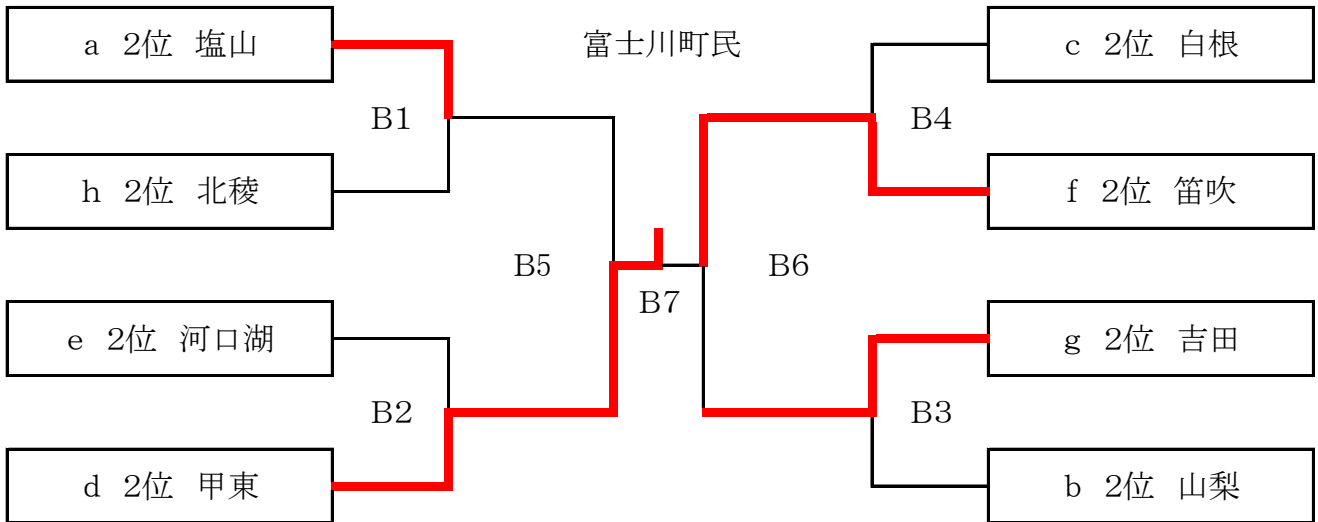 a 2位 塩山
富士川町民
c 2位 白根
B1
B4
h 2位 北稜
f 2位 笛吹
B5
B6
B7
e 2位 河口湖
g 2位 吉田
B2
B3
d 2位 甲東
b 2位 山梨